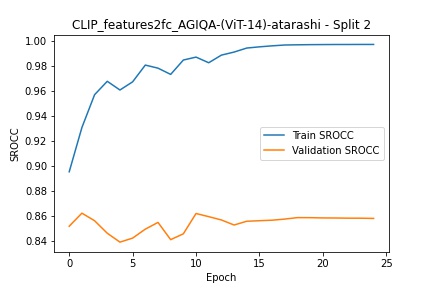 CLIP_features2fc_AGIQA-(ViT-14)-atarashi - Split 2
1.00
0.98
0.96
0.94
0.92
0.90
0.88
0.86
0.84
SROCC
Train SROCC
Validation SROCC
0 5 10 15 20 25
Epoch